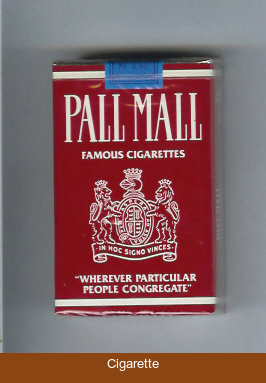 PALL MALL
FAMOUS CIGARETTES
IN HOC SIGNO VINCES
"WHEREVER PARTICULAR
PEOPLE CONGREGATE"
Cigarette